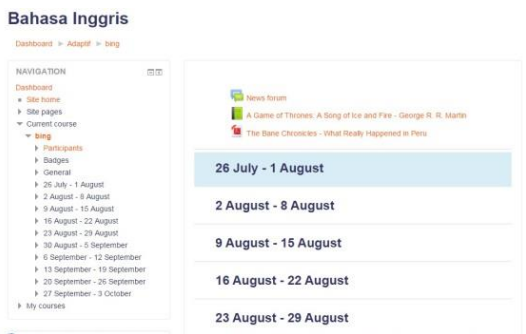 Bahasa Inggris
Dashboard ▶ Adaptif ▶ bing
NAVIGATION
Dashboard
Site home
Site pages
Current course
bing
Participants
Badges
General
26 July - 1 August
2 August - 8 August
9 August - 15 August
16 August - 22 August
23 August - 29 August
30 August - 5 September
6 September - 12 September
13 September - 19 September
20 September - 26 September
27 September - 3 October
My courses
News forum
A Game of Thrones: A Song of Ice and Fire - George R. R. Martin
The Bane Chronicles - What Really Happened in Peru
26 July - 1 August
2 August - 8 August
9 August - 15 August
16 August - 22 August
23 August - 29 August